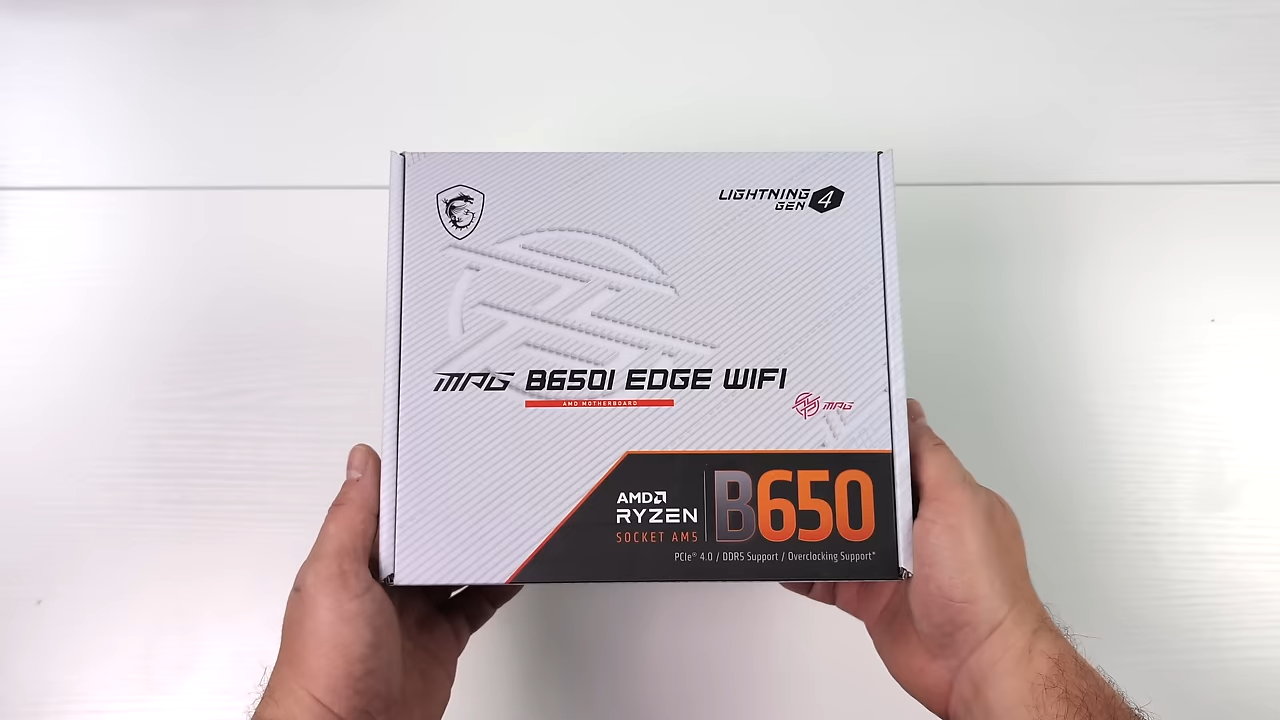 LIGHTNING
GEN 4
MPG B650I EDGE WIFI
AMD MOTHERBOARD
MPG
AMD
RYZEN
SOCKET AM5
B650
PCIe® 4.0 / DDR5 Support / Overclocking Support*